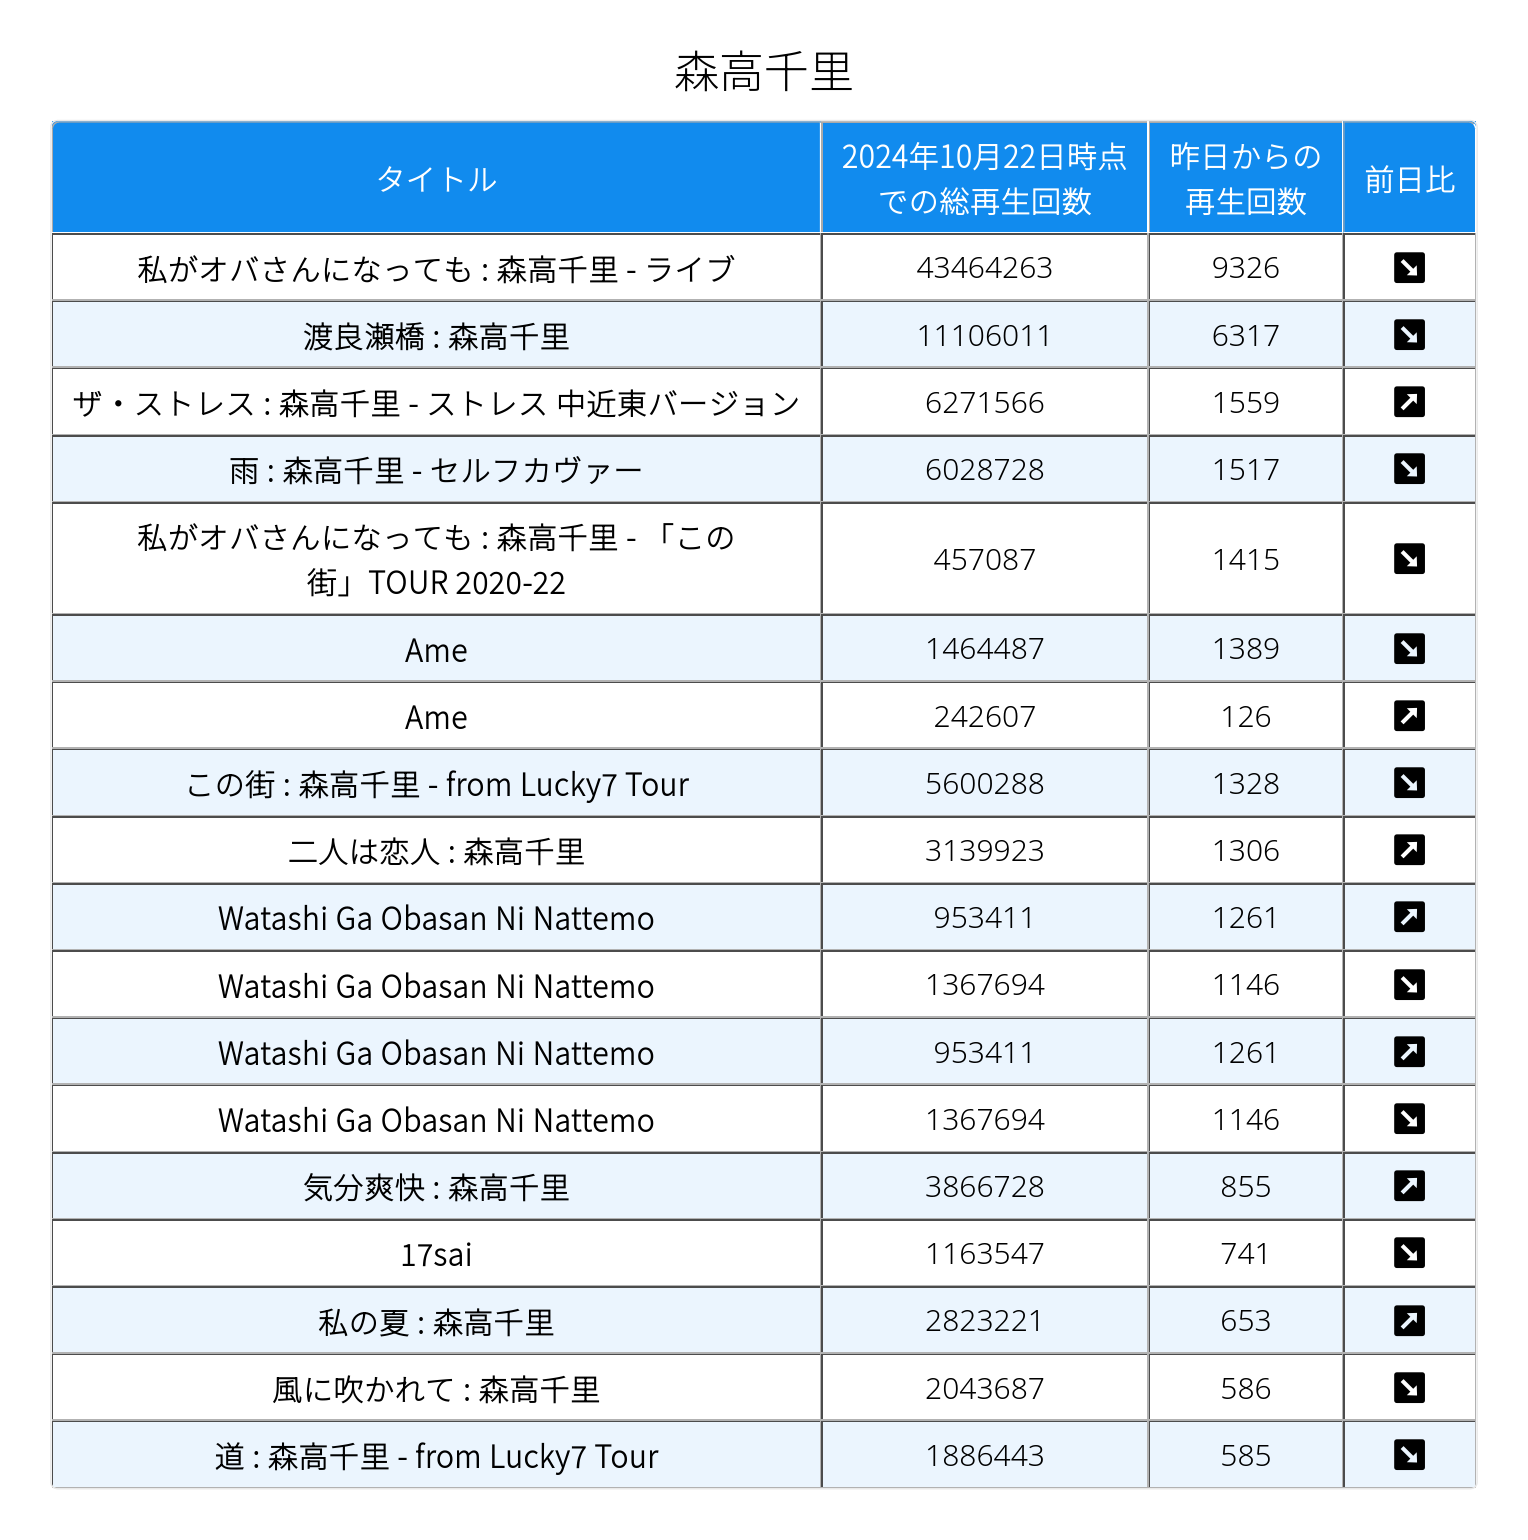 森高千里
タイトル
2024年10月22日時点
での総再生回数
昨日からの
再生回数
前日比
私がオバさんになっても : 森高千里 - ライブ 43464263 9326
渡良瀬橋 : 森高千里 11106011 6317
ザ・ストレス : 森高千里 - ストレス 中近東バージョン 6271566 1559
雨 : 森高千里 - セルフカヴァー 6028728 1517
私がオバさんになっても : 森高千里 - 「この
街」TOUR 2020-22 457087 1415
Ame 1464487 1389
Ame 242607 126
この街 : 森高千里 - from Lucky7 Tour 5600288 1328
二人は恋人 : 森高千里 3139923 1306
Watashi Ga Obasan Ni Nattemo 953411 1261
Watashi Ga Obasan Ni Nattemo 1367694 1146
Watashi Ga Obasan Ni Nattemo 953411 1261
Watashi Ga Obasan Ni Nattemo 1367694 1146
気分爽快 : 森高千里 3866728 855
17sai 1163547 741
私の夏 : 森高千里 2823221 653
風に吹かれて : 森高千里 2043687 586
道 : 森高千里 - from Lucky7 Tour 1886443 585